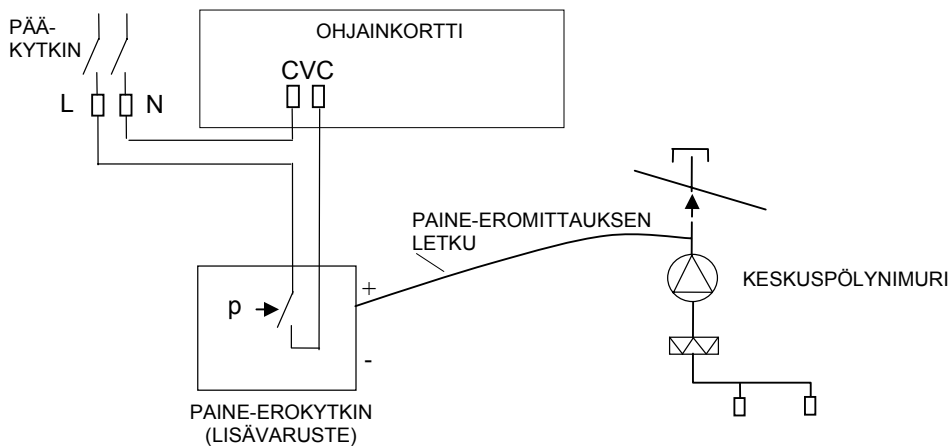 PÄÄ-
KYTKIN
OHJAINKORTTI
CVC
L
N
PAINE-EROMITTAUKSEN
LETKU
KESKUSPÖLYNIMURI
+
p
-
PAINE-EROKYTKIN
(LISÄVARUSTE)